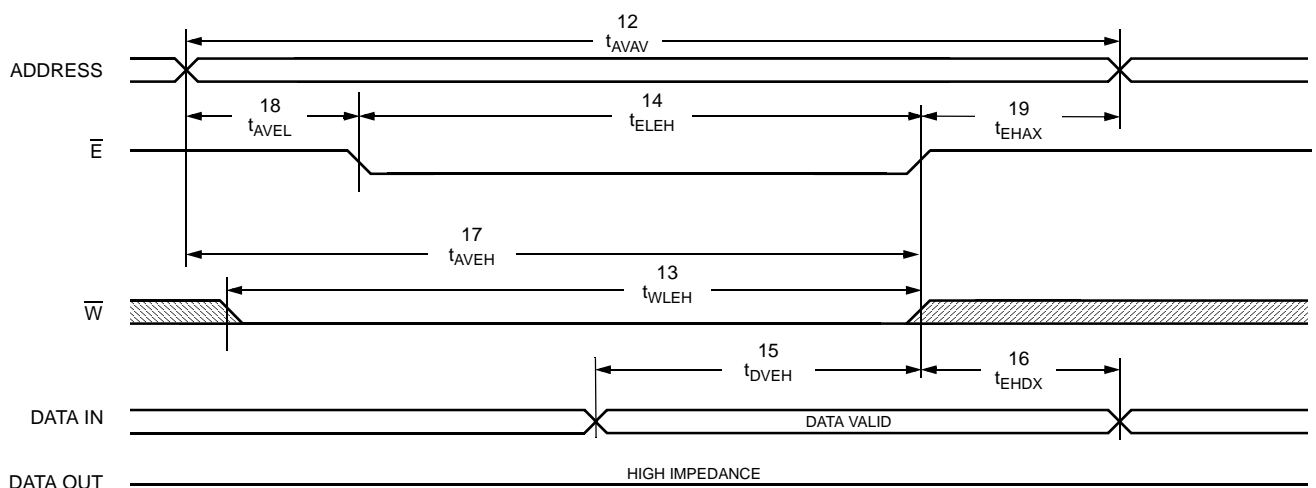 12
tAVAV
ADDRESS
18
tAVEL
14
tELEH
19
tEHAX
E
17
tAVEH
13
tWLEH
W
15
tDVEH
16
tEHDX
DATA IN
DATA VALID
DATA OUT
HIGH IMPEDANCE